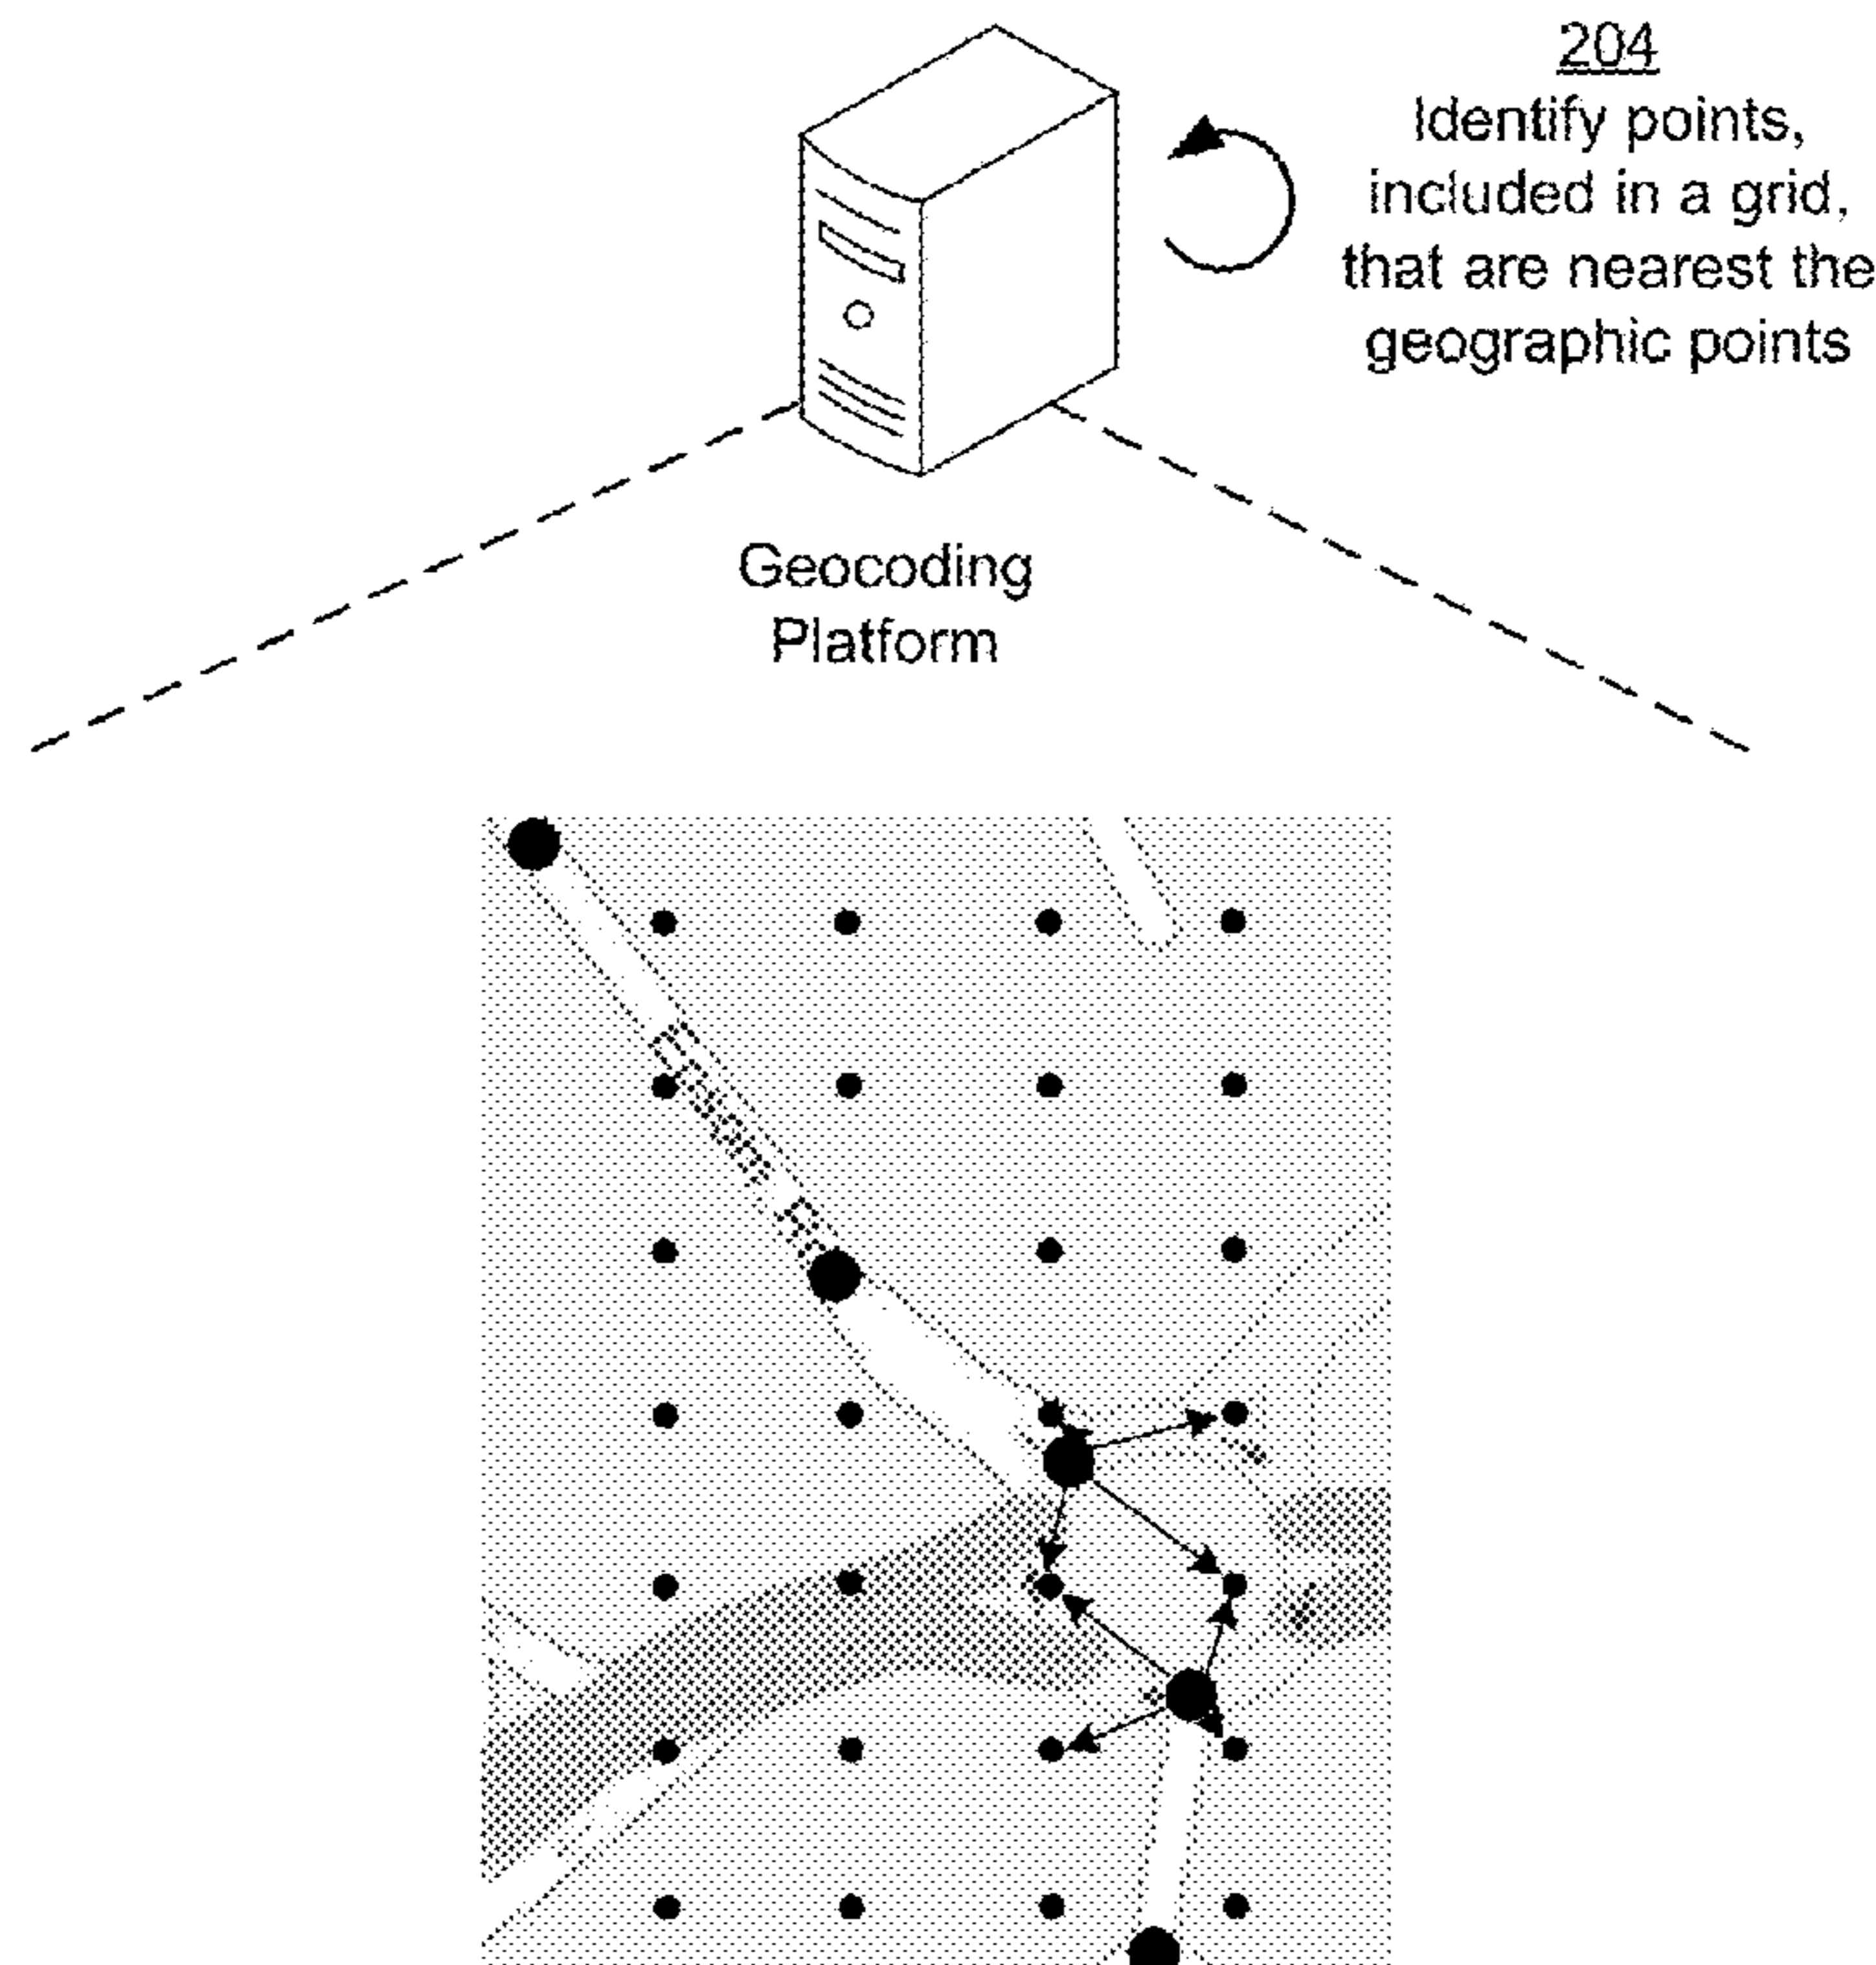 204
Identify points,
included in a grid,
that are nearest the
geographic points
Geocoding
Platform